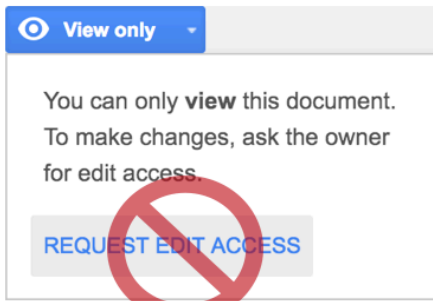 View only
You can only view this document.
To make changes, ask the owner
for edit access.
REQUEST EDIT ACCESS